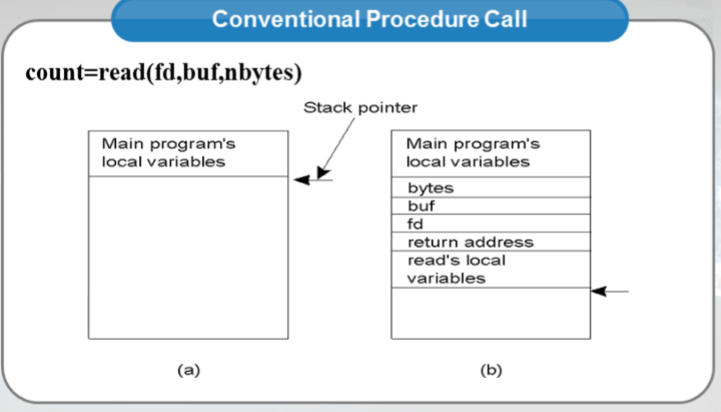 Conventional Procedure Call
count=read(fd,buf,nbytes)
Stack pointer
Main program's
local variables
Main program's
local variables
bytes
buf
fd
return address
read's local
variables
(a)
(b)